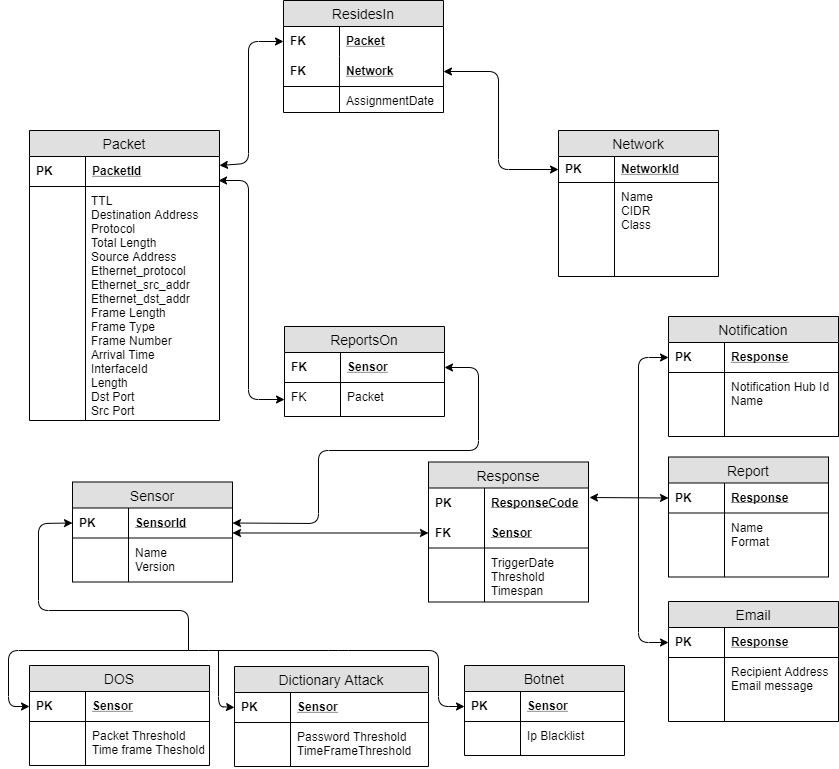 ResidesIn
FK Packet
FK Network
AssignmentDate
Packet
PK PacketId
TTL
Destination Address
Protocol
Total Length
Source Address
Ethernet_protocol
Ethernet_src_addr
Ethernet_dst_addr
Frame Length
Frame Type
Frame Number
Arrival Time
InterfaceId
Length
Dst Port
Src Port
Network
PK NetworkId
Name
CIDR
Class
ReportsOn
FK Sensor
FK Packet
Notification
PK Response
Notification Hub Id
Name
Sensor
PK SensorId
Name
Version
Response
PK ResponseCode
FK Sensor
TriggerDate
Threshold
Timespan
Report
PK Response
Name
Format
Email
PK Response
Recipient Address
Email message
DOS
PK Sensor
Packet Threshold
Time frame Theshold
Dictionary Attack
PK Sensor
Password Threshold
TimeFrameThreshold
Botnet
PK Sensor
Ip Blacklist